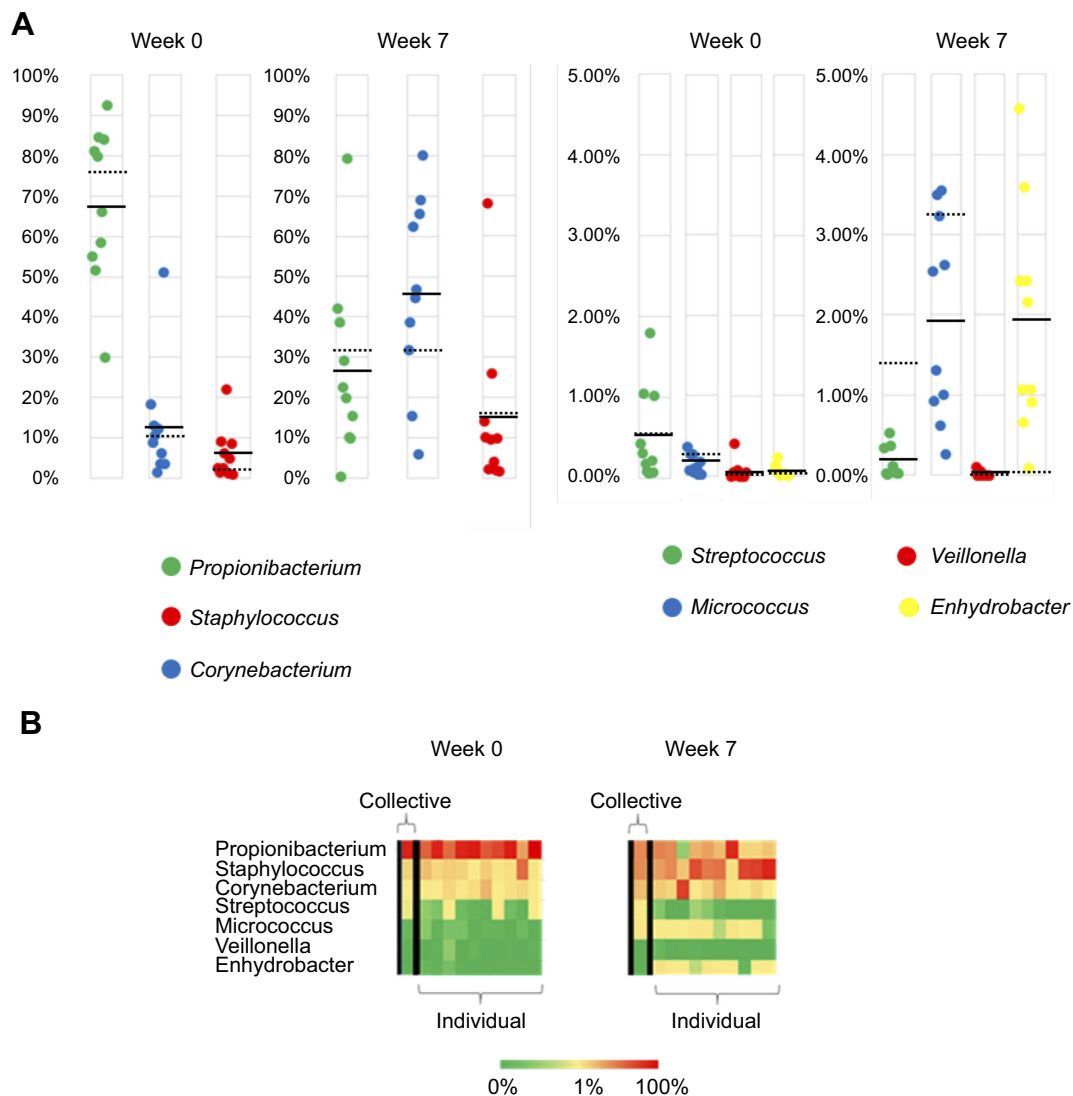 A
Week 0
Week 7
Week 0
Week 7
100%
90%
80%
70%
60%
50%
40%
30%
20%
10%
0%
100%
90%
80%
70%
60%
50%
40%
30%
20%
10%
0%
5.00%
4.00%
3.00%
2.00%
1.00%
0.00%
5.00%
4.00%
3.00%
2.00%
1.00%
0.00%
Propionibacterium
Staphylococcus
Corynebacterium
Streptococcus
Veillonella
Micrococcus
Enhydrobacter
B
Week 0
Week 7
Collective
Collective
Propionibacterium
Staphylococcus
Corynebacterium
Streptococcus
Micrococcus
Veillonella
Enhydrobacter
Individual
Individual
0%
1%
100%